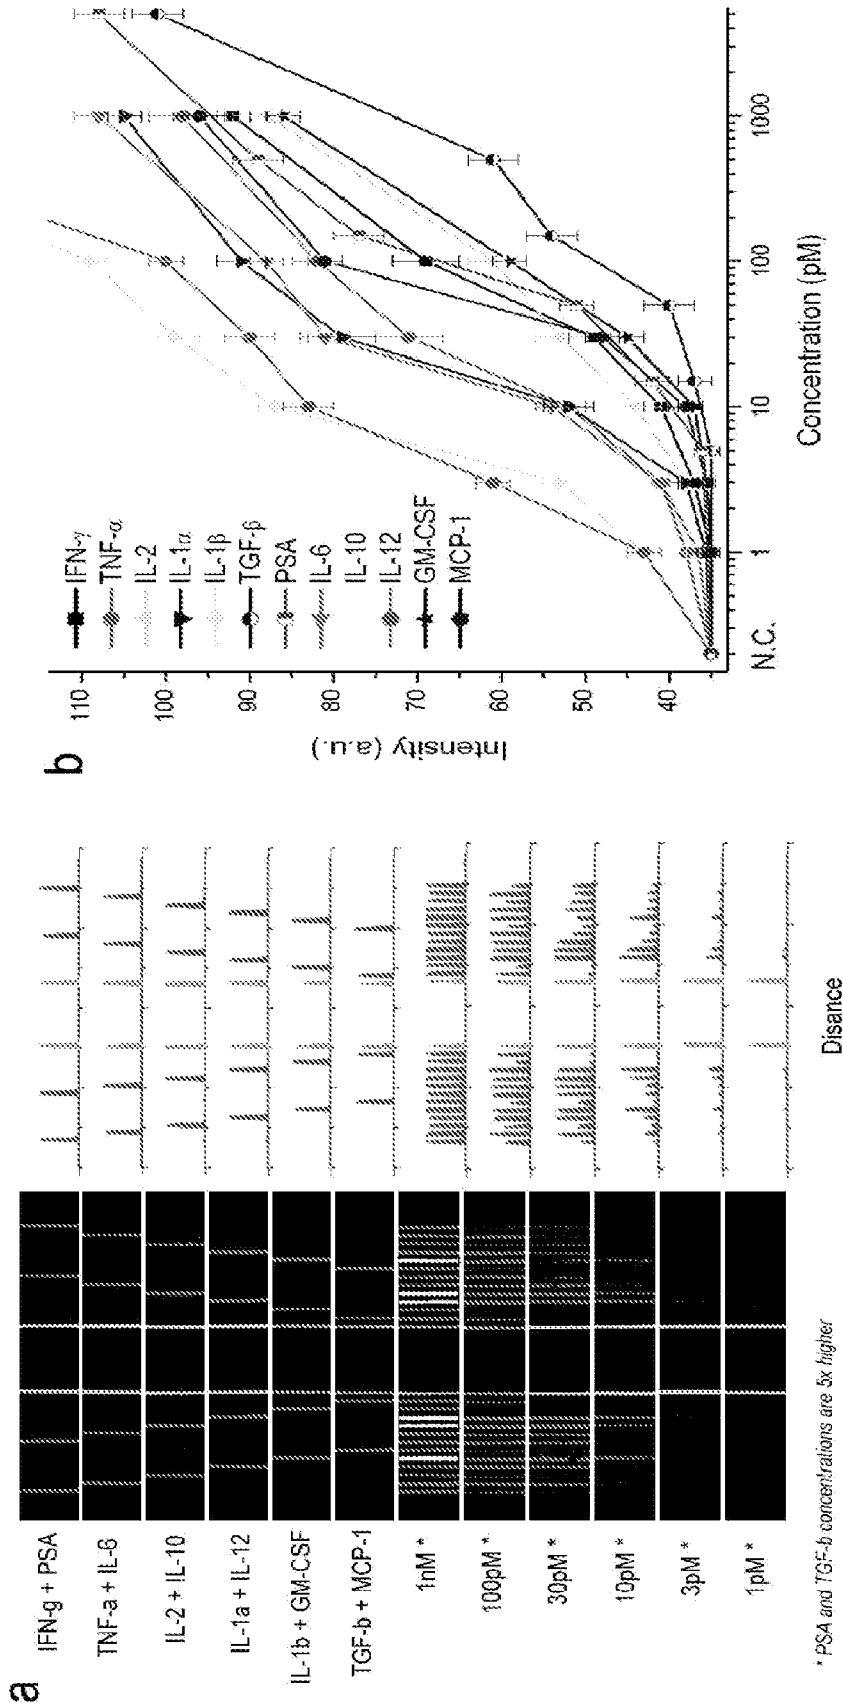 a
IFN-g + PSA
TNF-a + IL-6
IL-2 + IL-10
IL-1a + IL-12
IL-1b + GM-CSF
TGF-b + MCP-1
1nM *
100pM *
30pM *
10pM *
3pM *
1pM *
* PSA and TGF-b concentrations are 5x higher
Disance
b
IFN-γ
TNF-α
IL-2
IL-1α
IL-1β
TGF-β
PSA
IL-6
IL-10
IL-12
GM-CSF
MCP-1
Intensity (a.u.)
110
100
90
80
70
60
50
40
N.C.
1
10
100
1000
Concentration (pM)